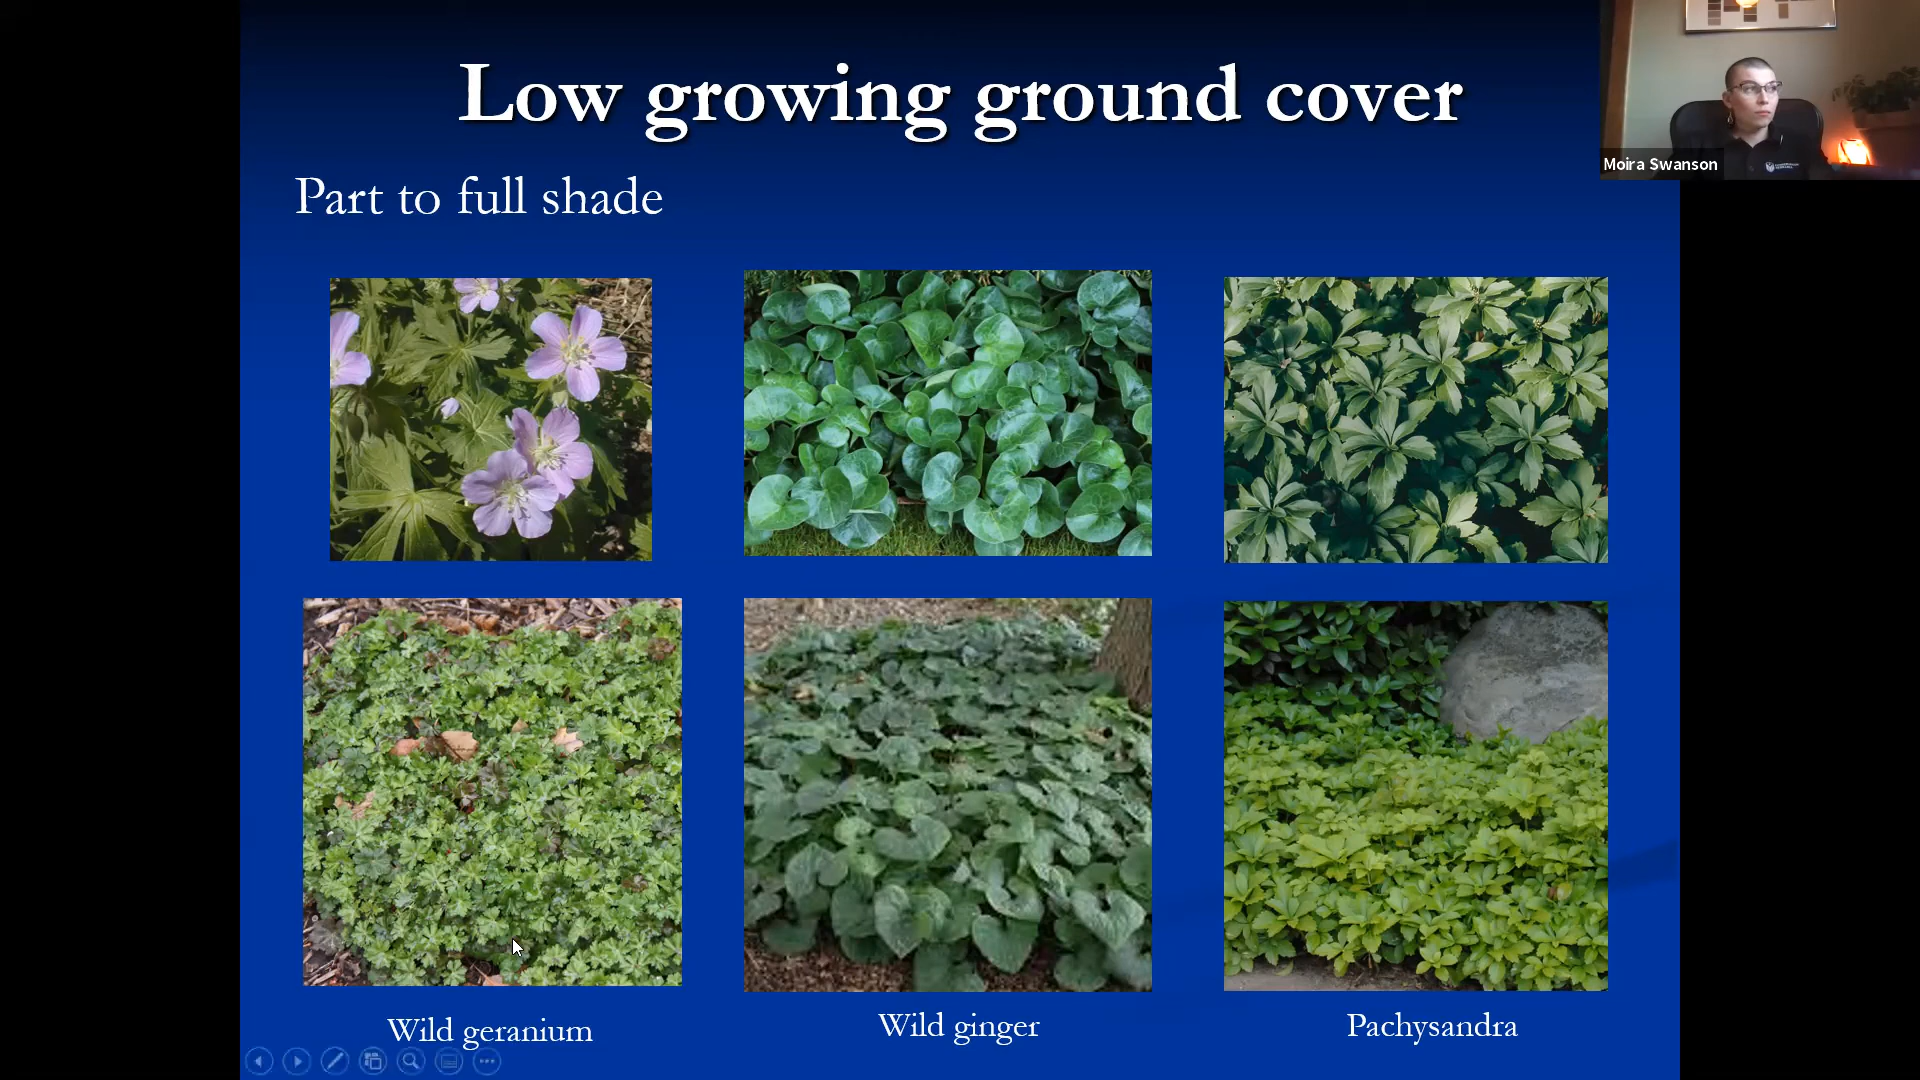 Low growing ground cover
Moira Swanson
Part to full shade
Wild geranium
Wild ginger
Pachysandra